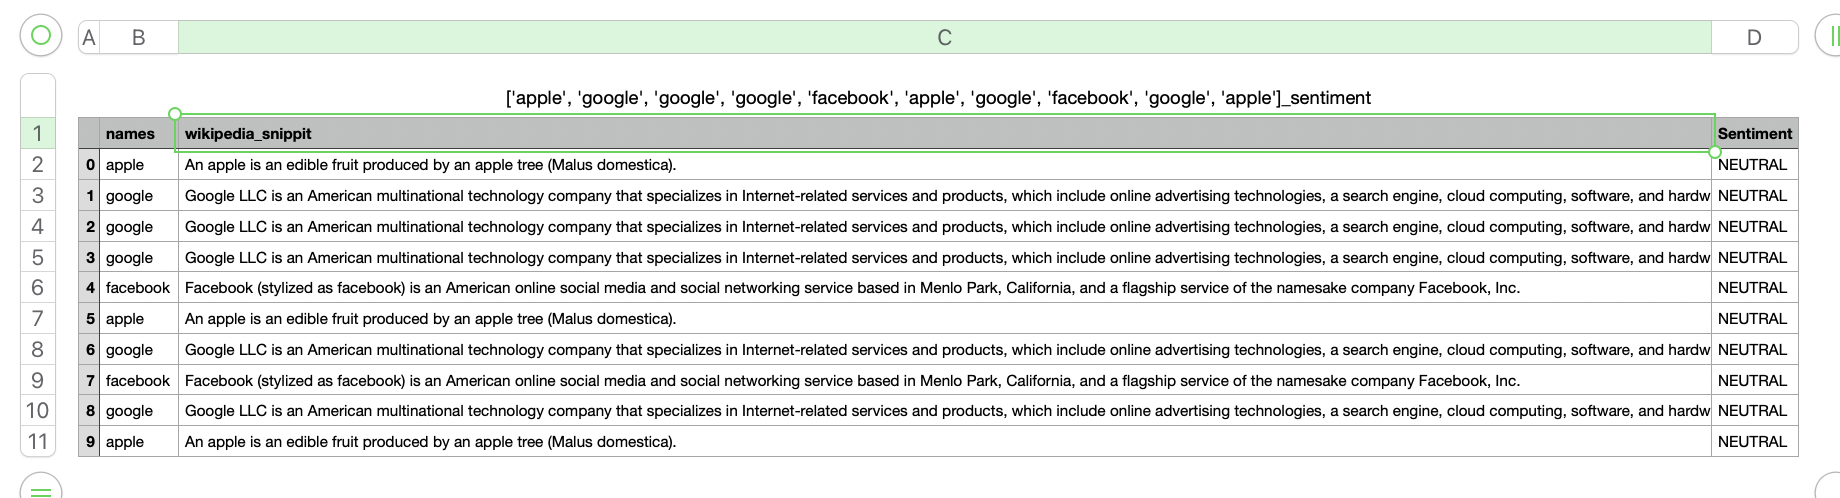 A B C D
['apple', 'google', 'google', 'google', 'facebook', 'apple', 'google', 'facebook', 'google', 'apple']_sentiment
1 names wikipedia_snippit Sentiment
2 0 apple An apple is an edible fruit produced by an apple tree (Malus domestica). NEUTRAL
3 1 google Google LLC is an American multinational technology company that specializes in Internet-related services and products, which include online advertising technologies, a search engine, cloud computing, software, and hardw NEUTRAL
4 2 google Google LLC is an American multinational technology company that specializes in Internet-related services and products, which include online advertising technologies, a search engine, cloud computing, software, and hardw NEUTRAL
5 3 google Google LLC is an American multinational technology company that specializes in Internet-related services and products, which include online advertising technologies, a search engine, cloud computing, software, and hardw NEUTRAL
6 4 facebook Facebook (stylized as facebook) is an American online social media and social networking service based in Menlo Park, California, and a flagship service of the namesake company Facebook, Inc. NEUTRAL
7 5 apple An apple is an edible fruit produced by an apple tree (Malus domestica). NEUTRAL
8 6 google Google LLC is an American multinational technology company that specializes in Internet-related services and products, which include online advertising technologies, a search engine, cloud computing, software, and hardw NEUTRAL
9 7 facebook Facebook (stylized as facebook) is an American online social media and social networking service based in Menlo Park, California, and a flagship service of the namesake company Facebook, Inc. NEUTRAL
10 8 google Google LLC is an American multinational technology company that specializes in Internet-related services and products, which include online advertising technologies, a search engine, cloud computing, software, and hardw NEUTRAL
11 9 apple An apple is an edible fruit produced by an apple tree (Malus domestica). NEUTRAL